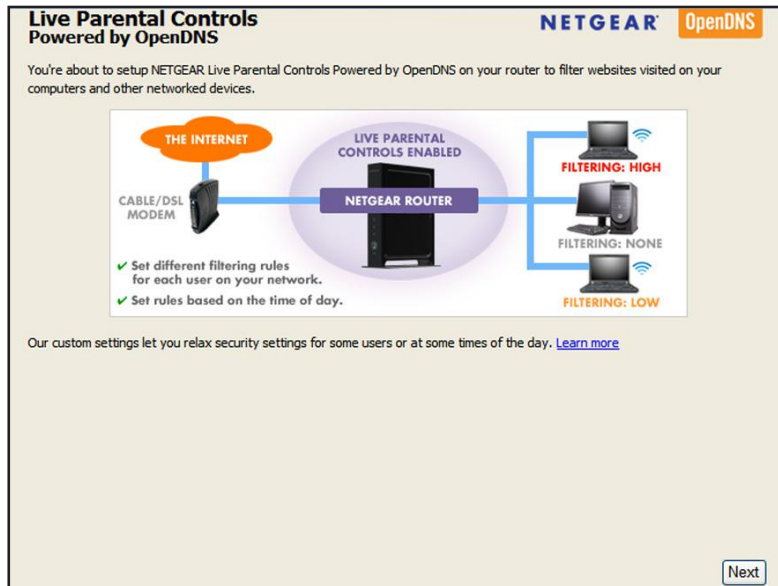 Live Parental Controls
Powered by OpenDNS
NETGEAR
OpenDNS
You're about to setup NETGEAR Live Parental Controls Powered by OpenDNS on your router to filter websites visited on your
computers and other networked devices.
THE INTERNET
CABLE/DSL
MODEM
LIVE PARENTAL
CONTROLS ENABLED
NETGEAR ROUTER
FILTERING: HIGH
FILTERING: NONE
FILTERING: LOW
✔ Set different filtering rules
for each user on your network.
✔ Set rules based on the time of day.
Our custom settings let you relax security settings for some users or at some times of the day. Learn more
Next